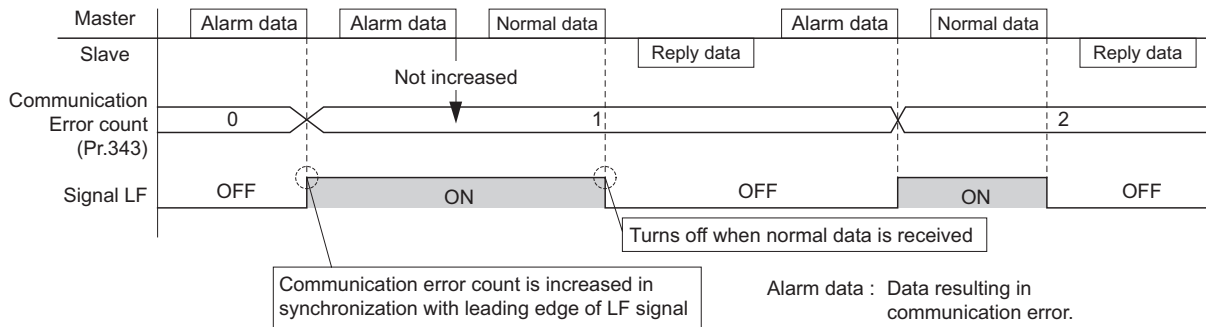 Master
Alarm data
Alarm data
Normal data
Alarm data
Normal data
Slave
Reply data
Reply data
Not increased
Communication
Error count
(Pr.343)
0
1
2
Signal LF
OFF
ON
OFF
ON
OFF
Turns off when normal data is received
Communication error count is increased in
synchronization with leading edge of LF signal
Alarm data : Data resulting in
communication error.